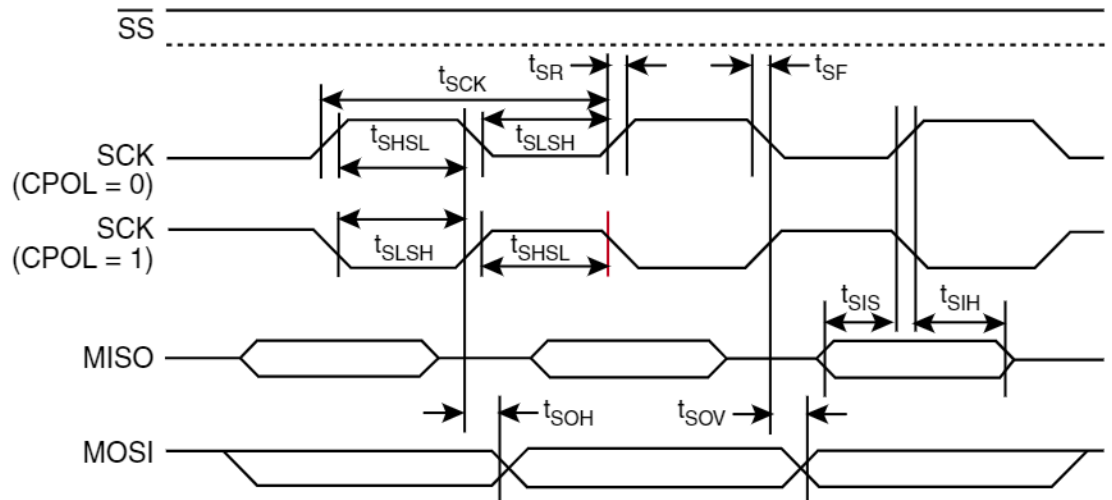 SS
tSR
tSF
tSCK
tSHSL
tSLSH
SCK
(CPOL = 0)
SCK
(CPOL = 1)
tSLSH
tSHSL
tSIS
tSIH
MISO
tSOH
tSOV
MOSI